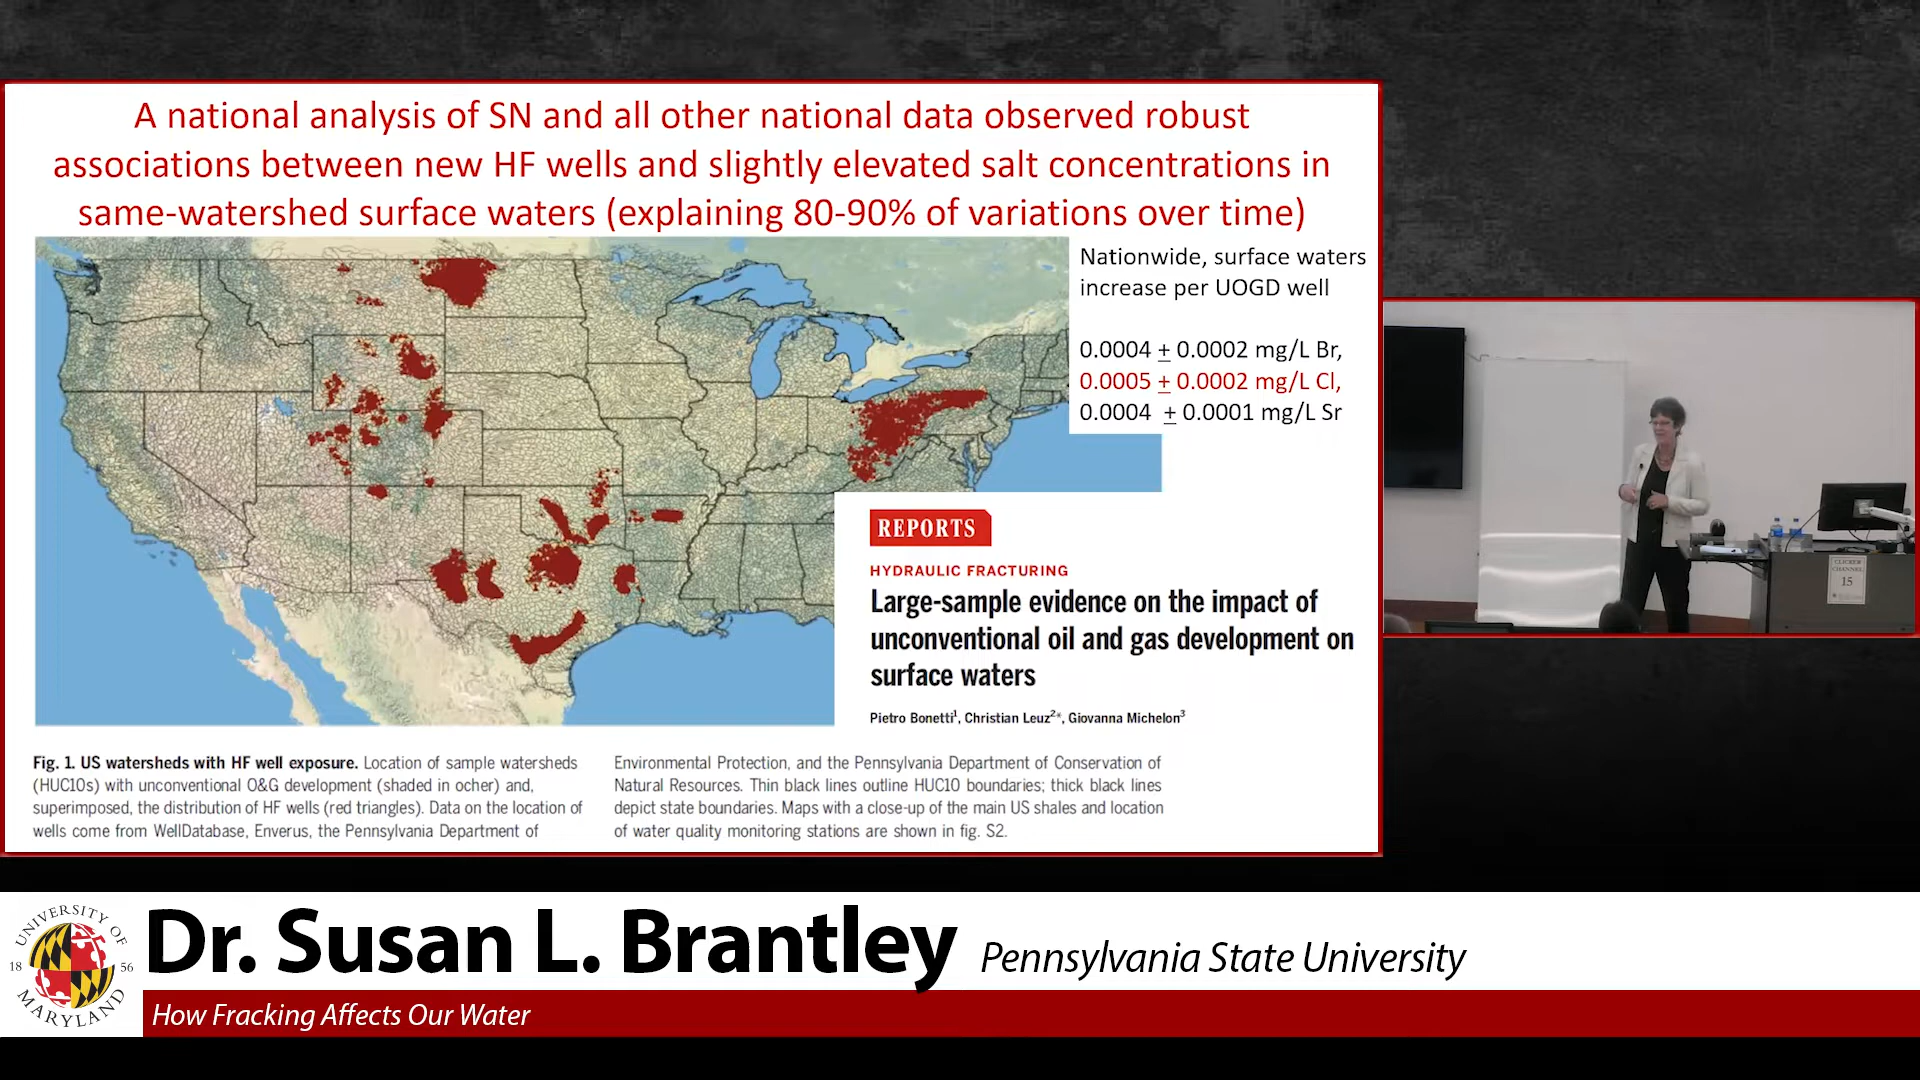 A national analysis of SN and all other national data observed robust
associations between new HF wells and slightly elevated salt concentrations in
same-watershed surface waters (explaining 80-90% of variations over time)
Nationwide, surface waters
increase per UOGD well
0.0004 ± 0.0002 mg/L Br,
0.0005 ± 0.0002 mg/L Cl,
0.0004 ± 0.0001 mg/L Sr
REPORTS
HYDRAULIC FRACTURING
Large-sample evidence on the impact of
unconventional oil and gas development on
surface waters
Pietro Bonetti¹, Christian Leuz²*, Giovanna Michelon³
Fig. 1. US watersheds with HF well exposure. Location of sample watersheds
(HUC10s) with unconventional O&G development (shaded in ocher) and,
superimposed, the distribution of HF wells (red triangles). Data on the location of
wells come from WellDatabase, Enverus, the Pennsylvania Department of
Environmental Protection, and the Pennsylvania Department of Conservation of
Natural Resources. Thin black lines outline HUC10 boundaries; thick black lines
depict state boundaries. Maps with a close-up of the main US shales and location
of water quality monitoring stations are shown in fig. S2.
CLICKER
CHANNEL
15
UNIVERSITY OF
18 56
MARYLAND
Dr. Susan L. Brantley Pennsylvania State University
How Fracking Affects Our Water